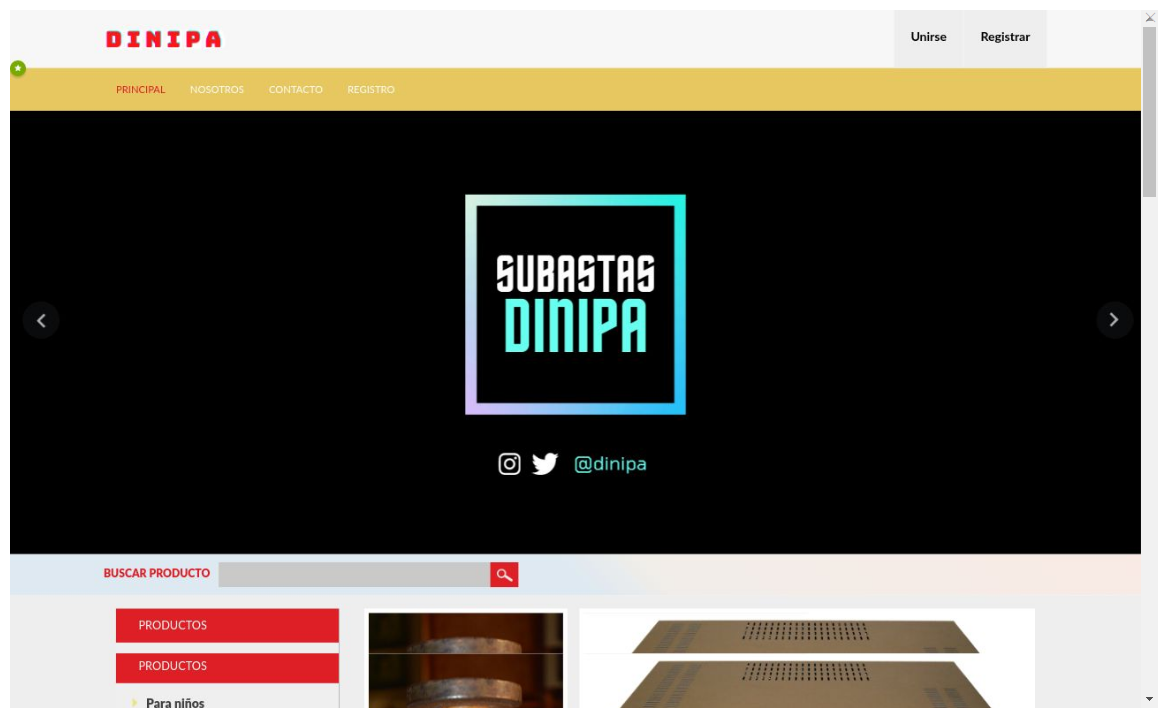 DINIPA
Unirse
Registrar
PRINCIPAL
NOSOTROS
CONTACTO
REGISTRO
SUBASTAS
DINIPA
@dinipa
BUSCAR PRODUCTO
PRODUCTOS
PRODUCTOS
Para niños